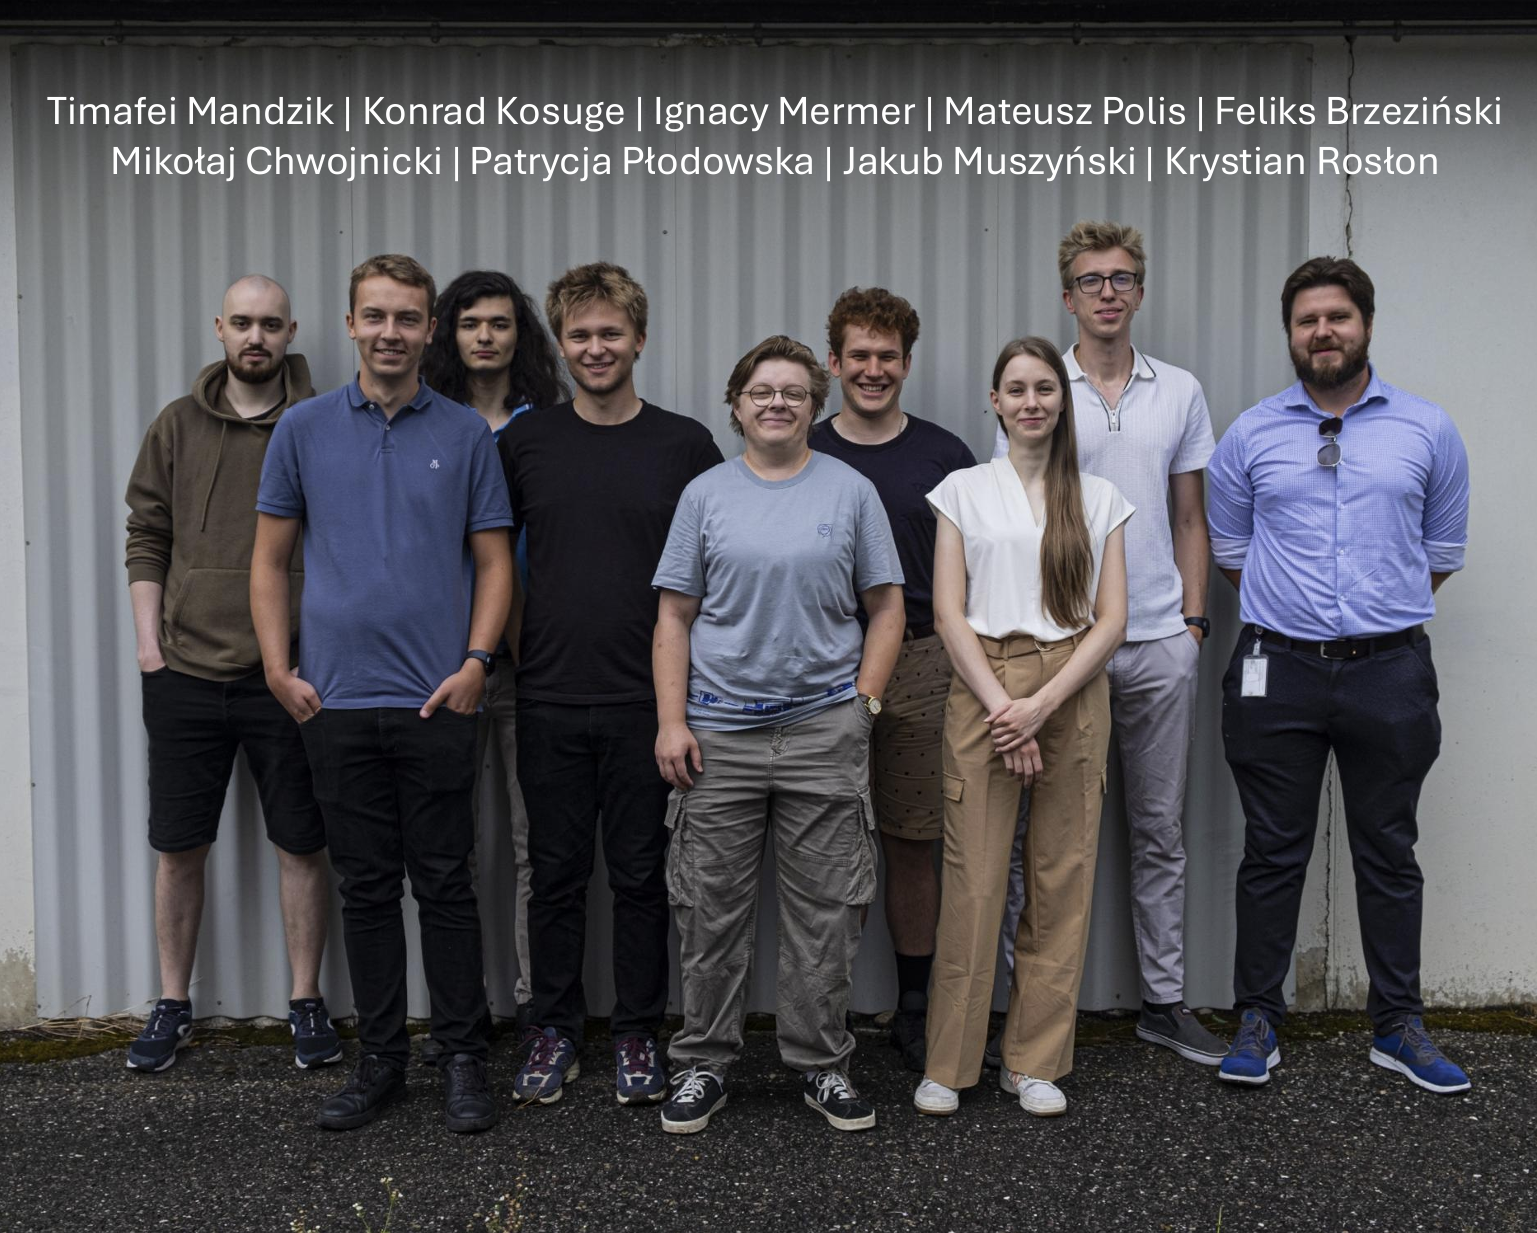 Timafei Mandzik | Konrad Kosuge | Ignacy Mermer | Mateusz Polis | Feliks Brzeziński
Mikołaj Chwojnicki | Patrycja Płodowska | Jakub Muszyński | Krystian Rosłon